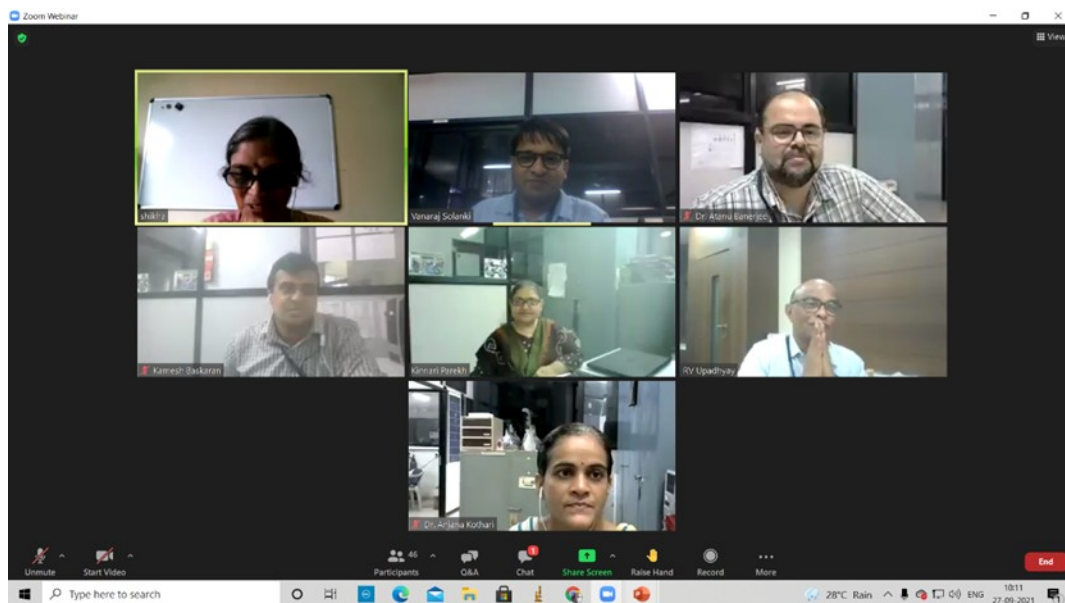 Zoom Webinar
View
shikha
Vanaraj Solanki
Dr. Atanu Banerjee
Kamesh Baskaran
Kinnari Parekh
RV Upadhyay
Dr. Anjana Kothari
Unmute
Start Video
46
Participants
Q&A
1
Chat
Share Screen
Raise Hand
Record
More
End
Type here to search
28°C Rain
ENG
10:11
27-09-2021